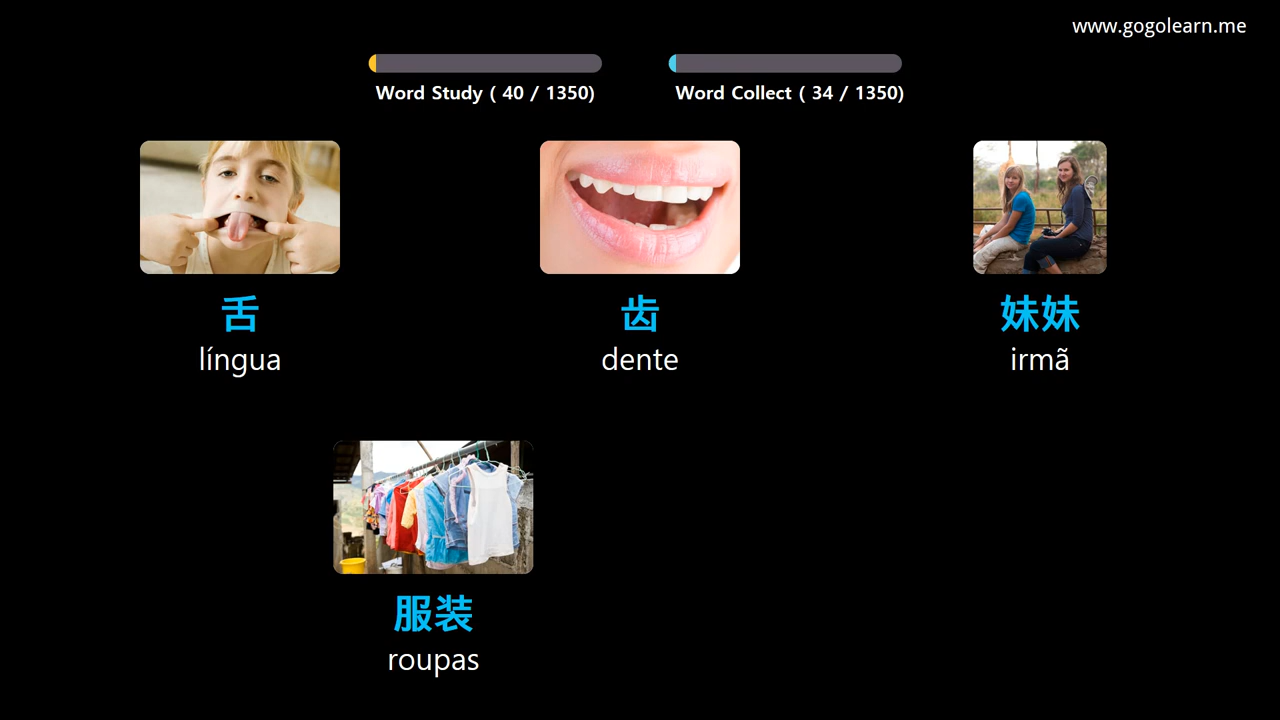 www.gogolearn.me
Word Study ( 40 / 1350)
Word Collect ( 34 / 1350)
舌
língua
齿
dente
妹妹
irmã
服装
roupas